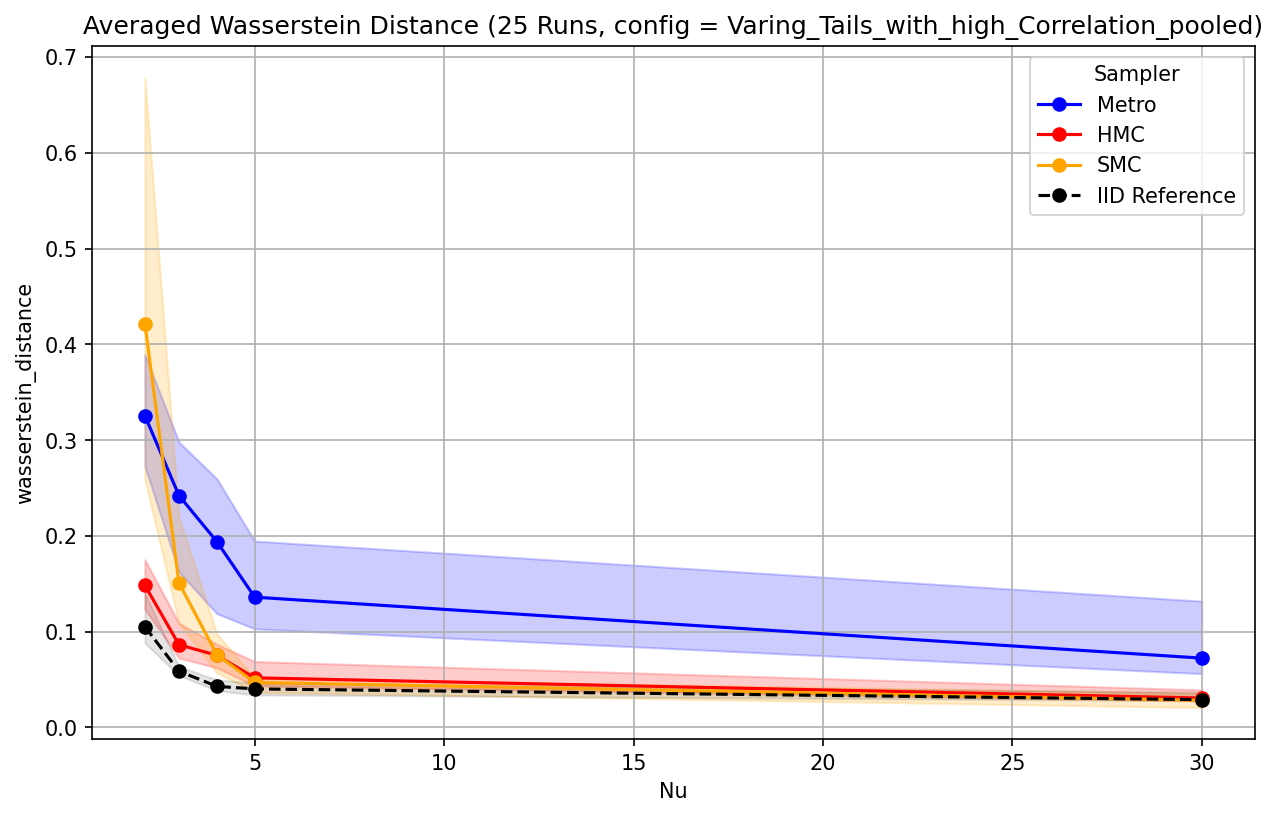 Averaged Wasserstein Distance (25 Runs, config = Varing_Tails_with_high_Correlation_pooled)
wasserstein_distance
0.7
0.6
0.5
0.4
0.3
0.2
0.1
0.0
Sampler
Metro
HMC
SMC
IID Reference
5
10
15
20
25
30
Nu